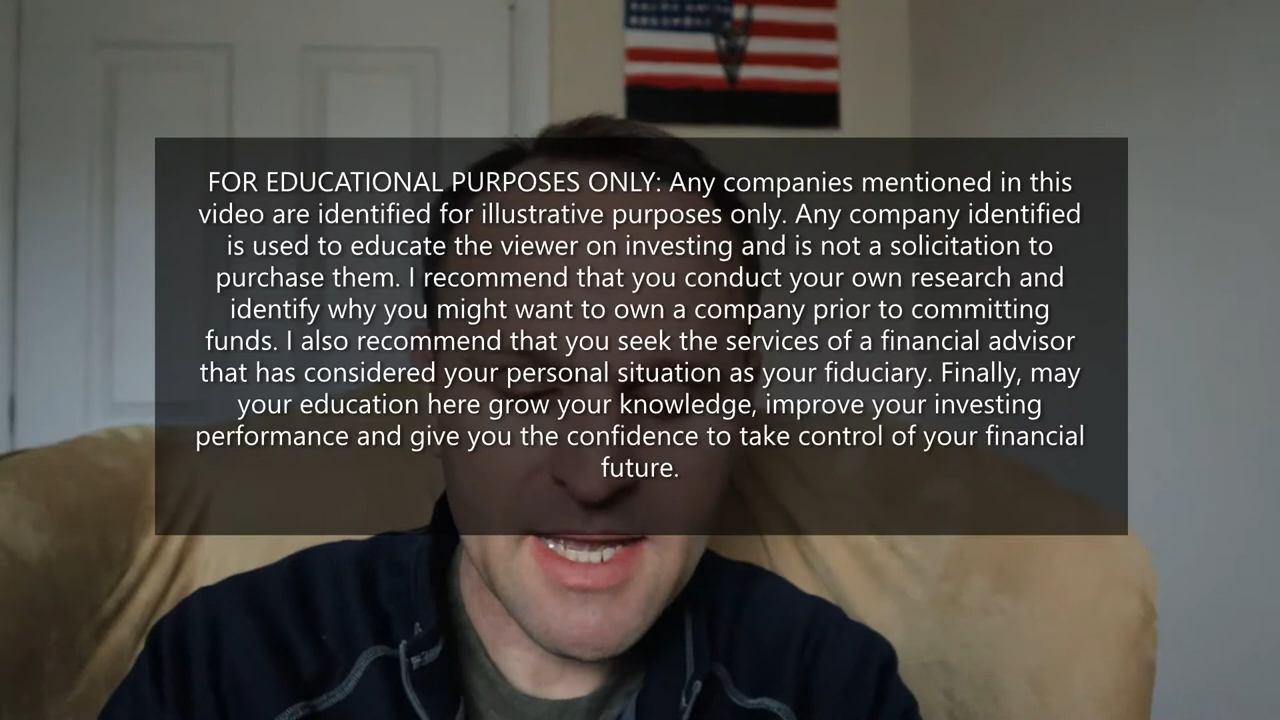 FOR EDUCATIONAL PURPOSES ONLY: Any companies mentioned in this
video are identified for illustrative purposes only. Any company identified
is used to educate the viewer on investing and is not a solicitation to
purchase them. I recommend that you conduct your own research and
identify why you might want to own a company prior to committing
funds. I also recommend that you seek the services of a financial advisor
that has considered your personal situation as your fiduciary. Finally, may
your education here grow your knowledge, improve your investing
performance and give you the confidence to take control of your financial
future.